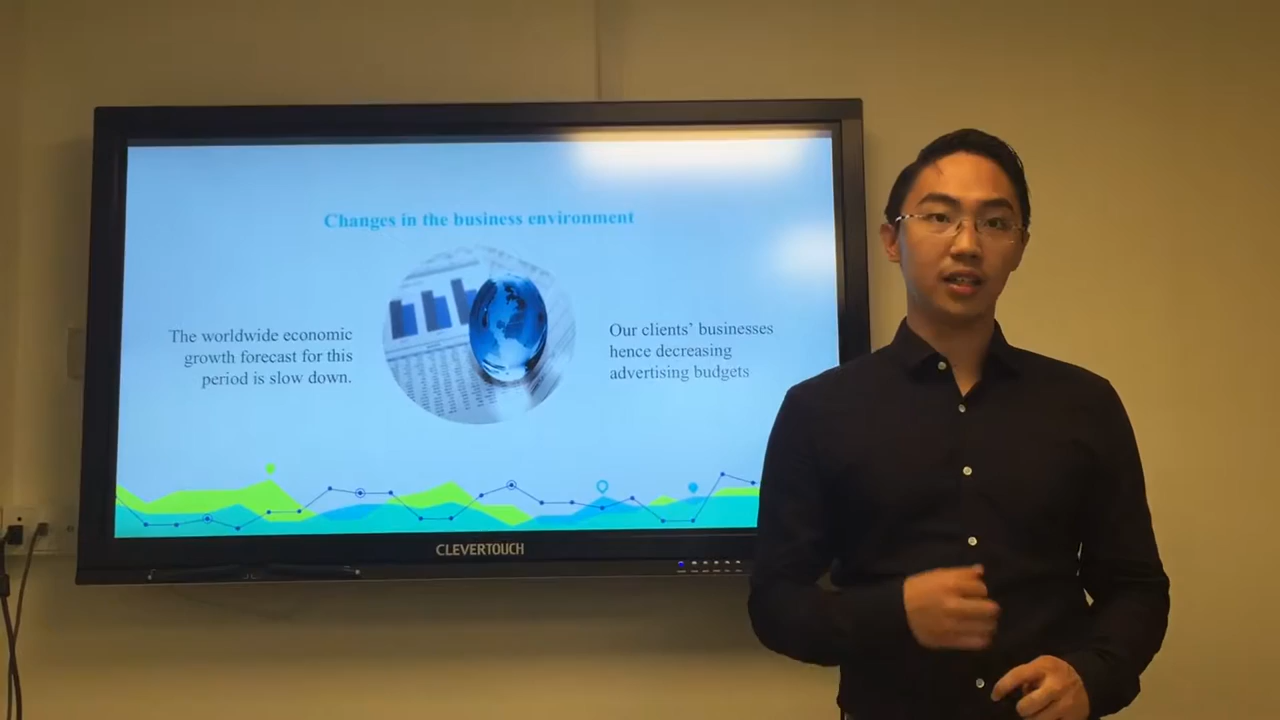 Changes in the business environment
The worldwide economic
growth forecast for this
period is slow down.
Our clients’ businesses
hence decreasing
advertising budgets
CLEVERTOUCH